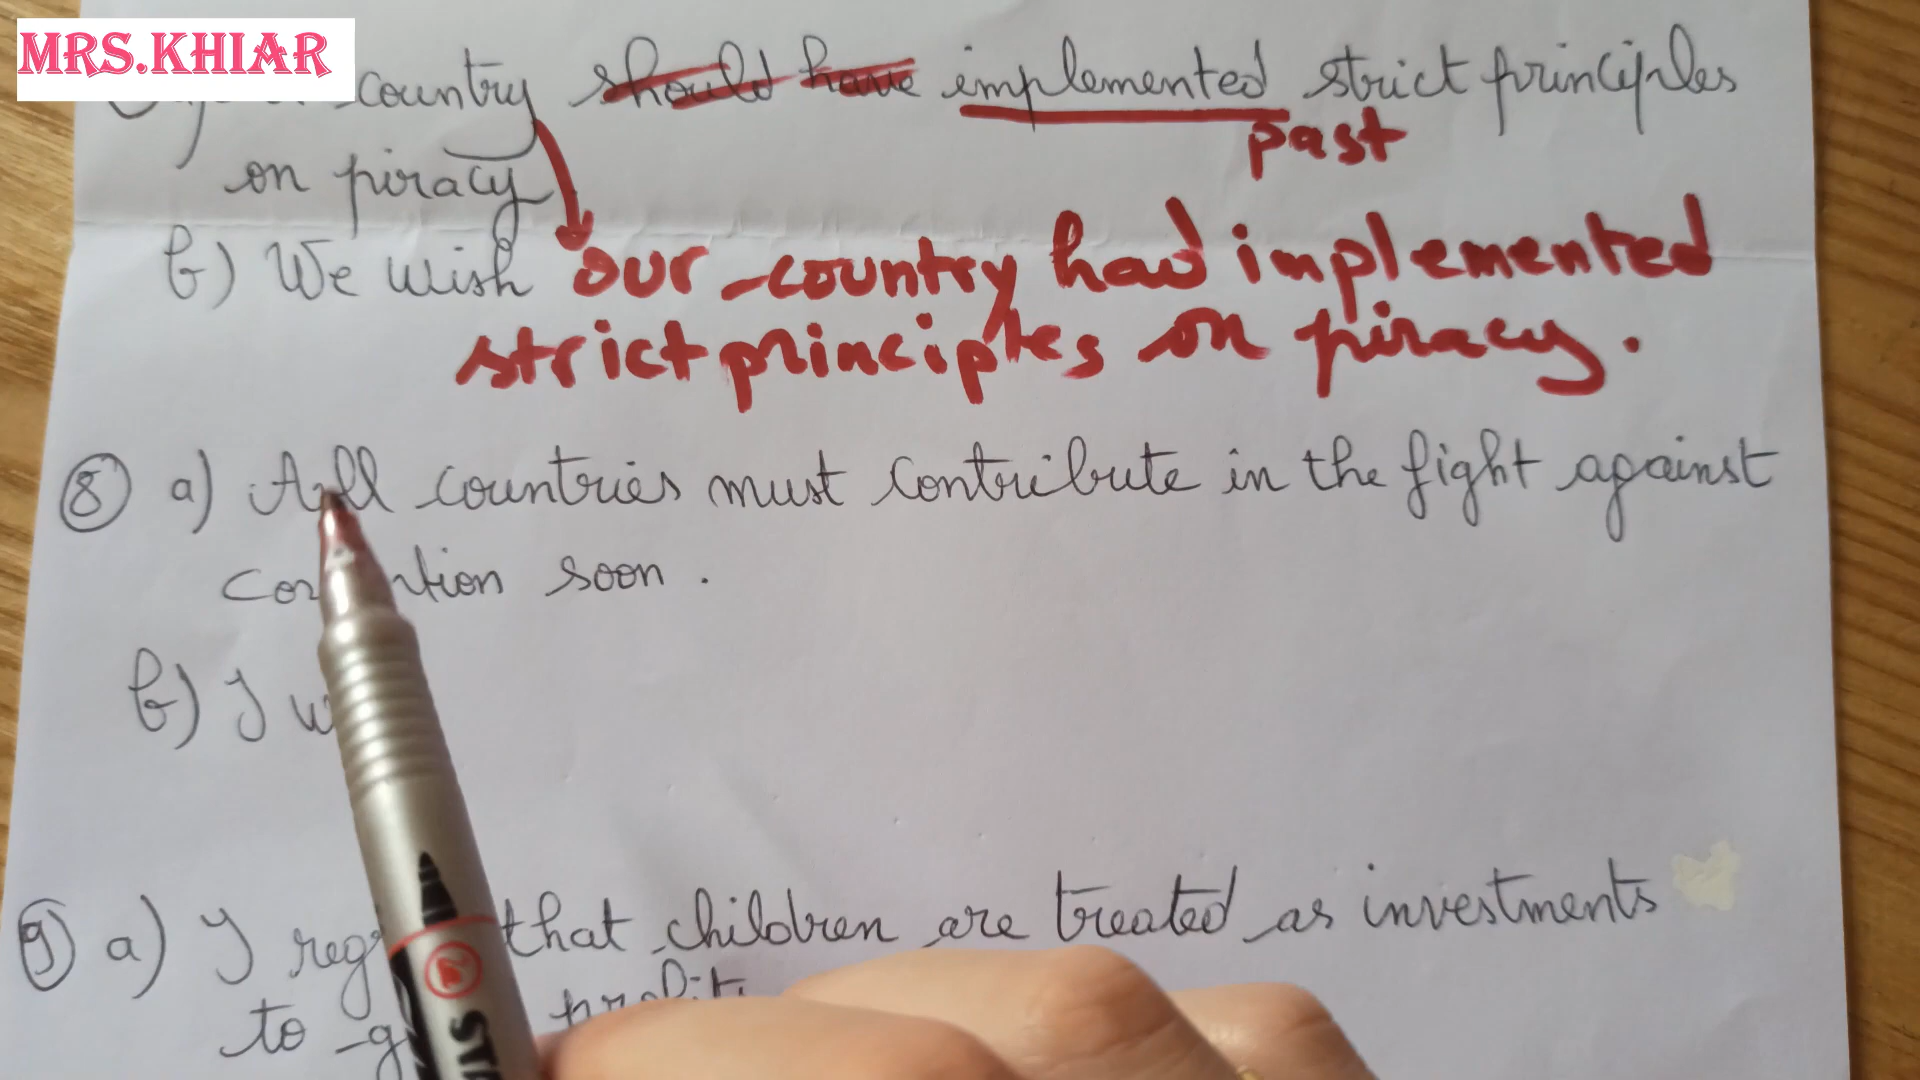 MRS.KHIAR
country should have implemented strict principles
past
on piracy
b) We wish our country had implemented
strict principles on piracy.
8 a) All countries must contribute in the fight against
soon.
b) I
9 a) I that children are treated as investments
to